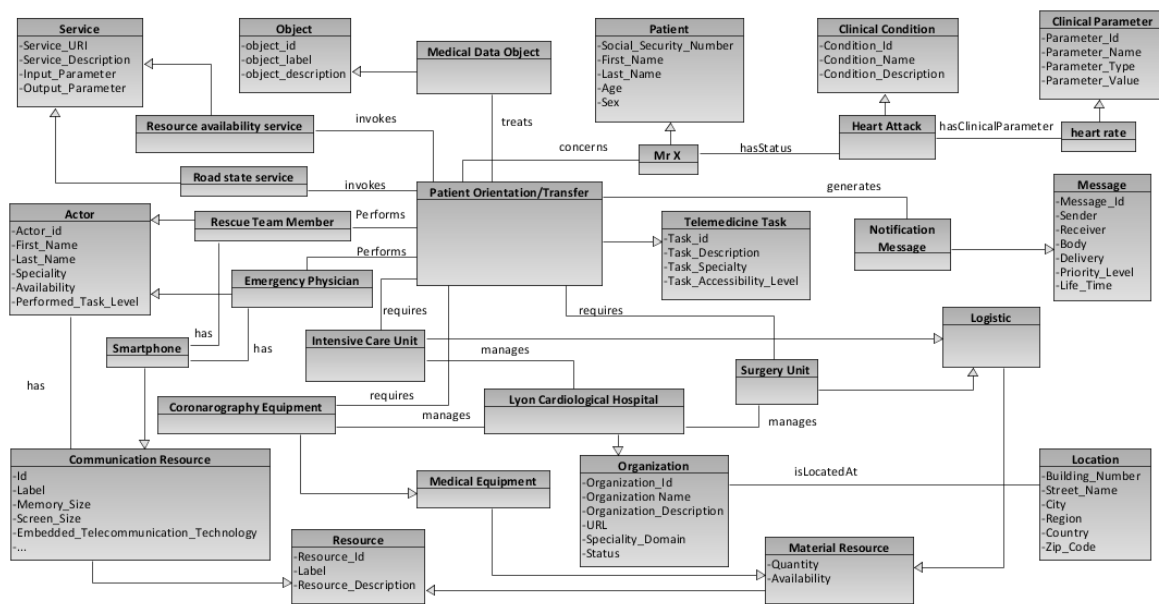 Service
-Service_URI
-Service_Description
-Input_Parameter
-Output_Parameter
Object
-object_id
-object_label
-object_description
Medical Data Object
Patient
-Social_Security_Number
-First_Name
-Last_Name
-Age
-Sex
Clinical Condition
-Condition_Id
-Condition_Name
-Condition_Description
Clinical Parameter
-Parameter_Id
-Parameter_Name
-Parameter_Type
-Parameter_Value
Resource availability service
invokes
treats
concerns
Mr X
hasStatus
Heart Attack
hasClinicalParameter
heart rate
Road state service
invokes
Patient Orientation/Transfer
generates
Actor
-Actor_id
-First_Name
-Last_Name
-Speciality
-Availability
-Performed_Task_Level
Rescue Team Member
Performs
Emergency Physician
Performs
Telemedicine Task
-Task_id
-Task_Description
-Task_Specialty
-Task_Accessibility_Level
Notification
Message
Message
-Message_Id
-Sender
-Receiver
-Body
-Delivery
-Priority_Level
-Life_Time
has
Smartphone
has
has
requires
Intensive Care Unit
manages
requires
Logistic
Surgery Unit
Coronarography Equipment
requires
manages
Lyon Cardiological Hospital
manages
Communication Resource
-Id
-Label
-Memory_Size
-Screen_Size
-Embedded_Telecommunication_Technology
-...
Medical Equipment
Organization
-Organization_Id
-Organization Name
-Organization_Description
-URL
-Speciality_Domain
-Status
isLocatedAt
Location
-Building_Number
-Street_Name
-City
-Region
-Country
-Zip_Code
Resource
-Resource_Id
-Label
-Resource_Description
Material Resource
-Quantity
-Availability